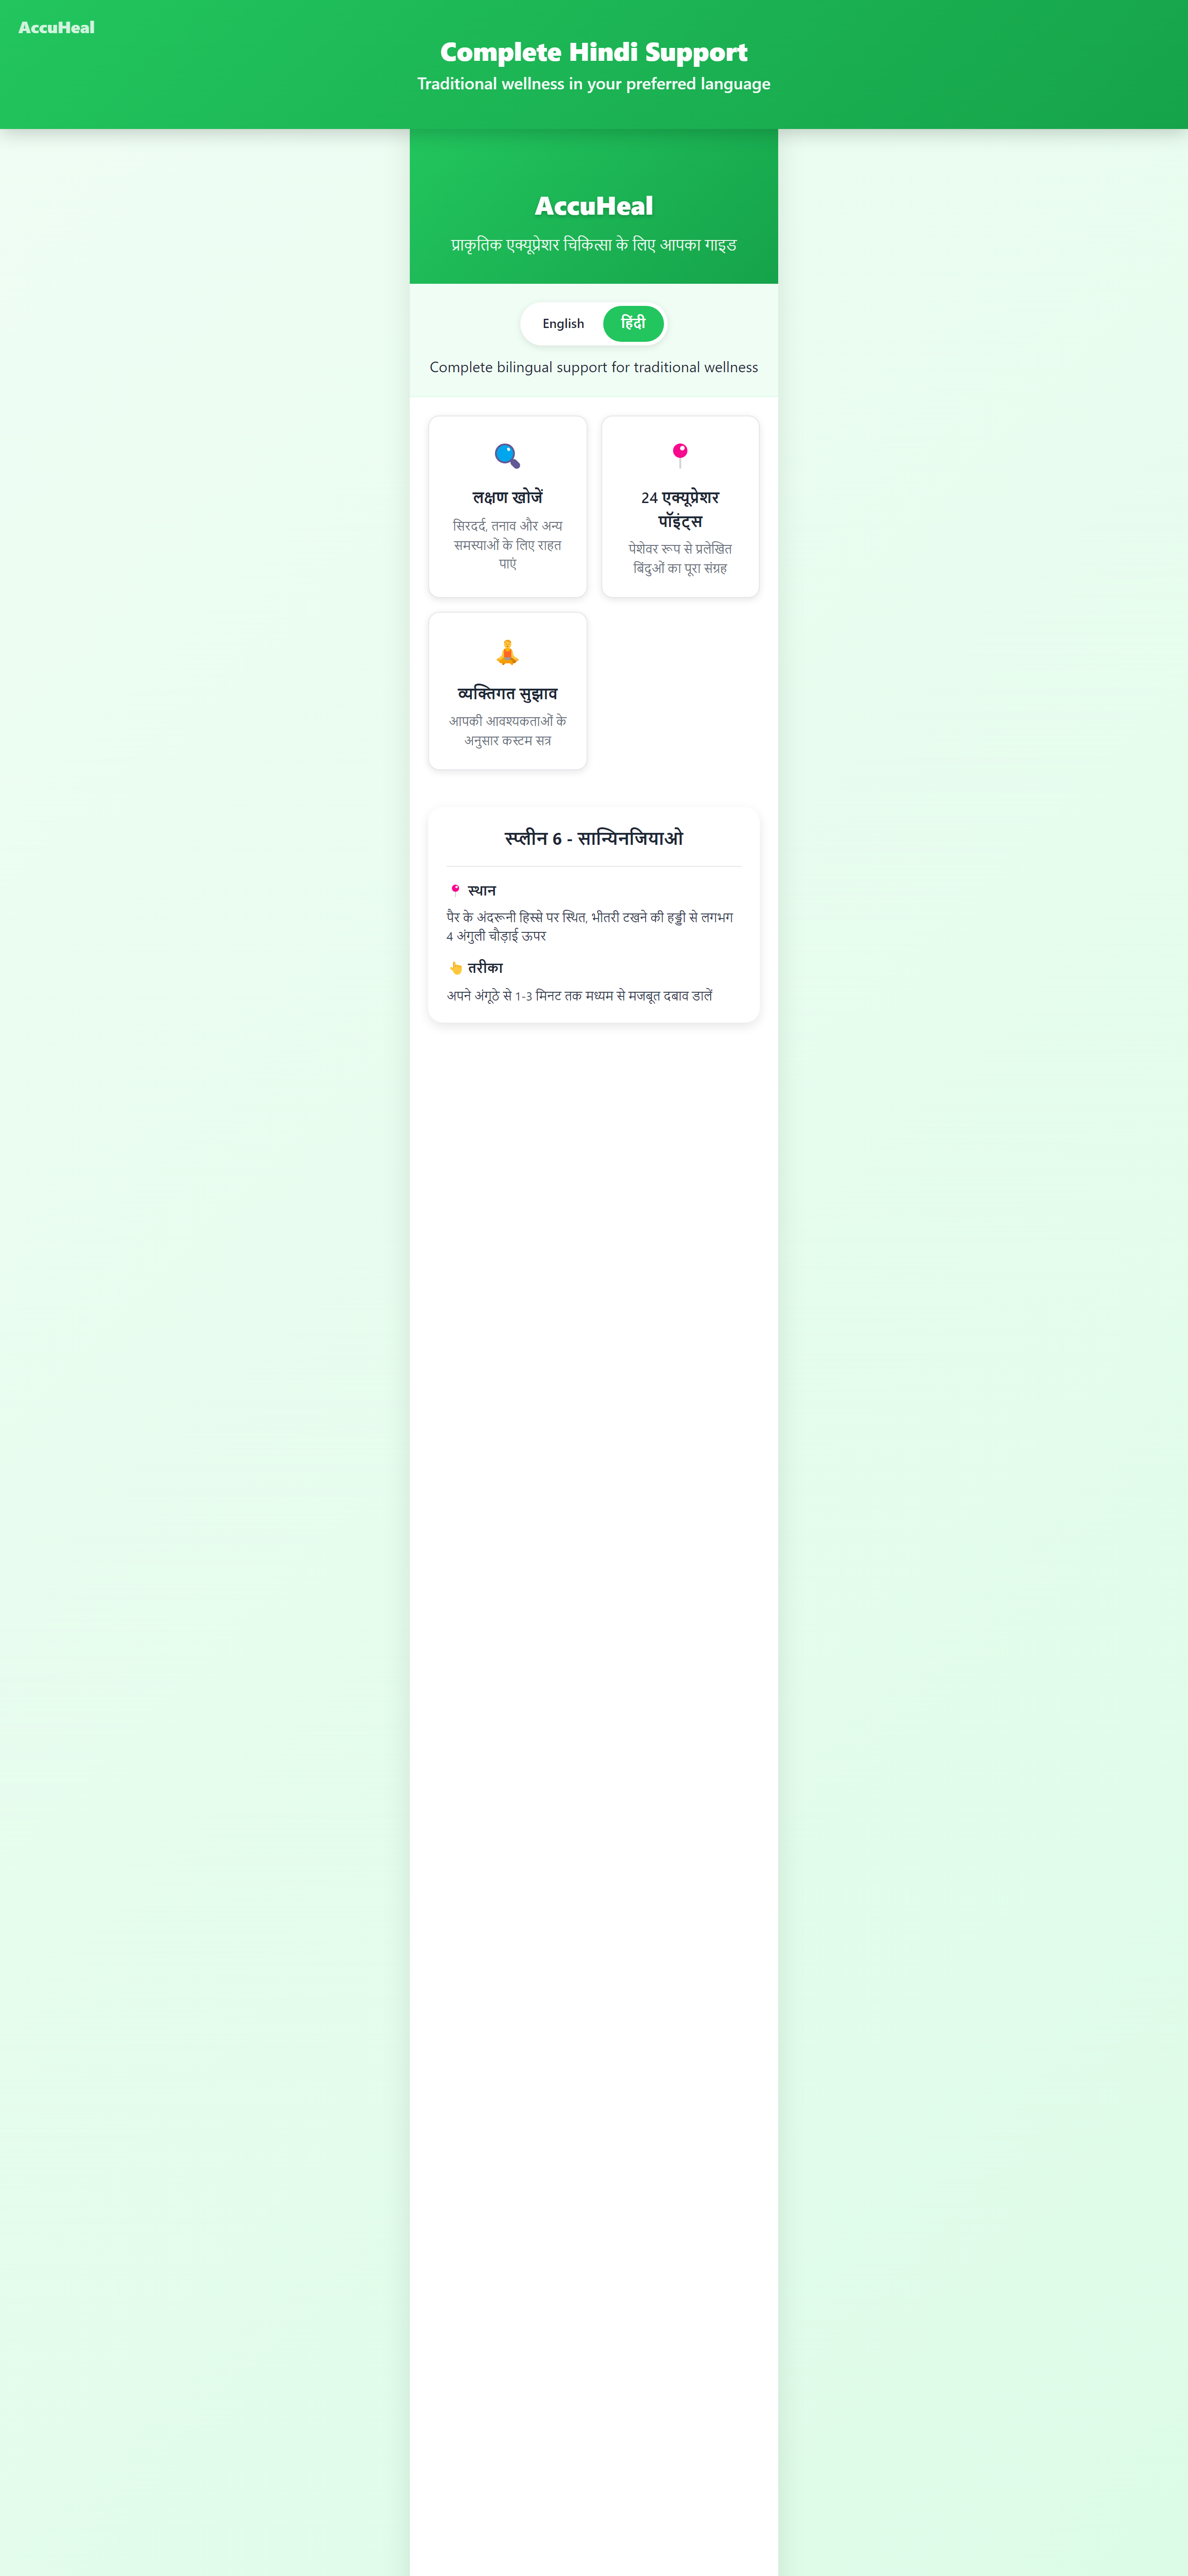 AccuHeal
Complete Hindi Support
Traditional wellness in your preferred language
AccuHeal
प्राकृतिक एक्यूप्रेशर चिकित्सा के लिए आपका गाइड
English
हिंदी
Complete bilingual support for traditional wellness
लक्षण खोजें
सिरदर्द, तनाव और अन्य
समस्याओं के लिए राहत
पाएं
24 एक्यूप्रेशर
पॉइंट्स
पेशेवर रूप से प्रलेखित
बिंदुओं का पूरा संग्रह
व्यक्तिगत सुझाव
आपकी आवश्यकताओं के
अनुसार कस्टम सत्र
स्प्लीन 6 - सान्यिनजियाओ
स्थान
पैर के अंदरूनी हिस्से पर स्थित, भीतरी टखने की हड्डी से लगभग
4 अंगुली चौड़ाई ऊपर
तरीका
अपने अंगूठे से 1-3 मिनट तक मध्यम से मजबूत दबाव डालें